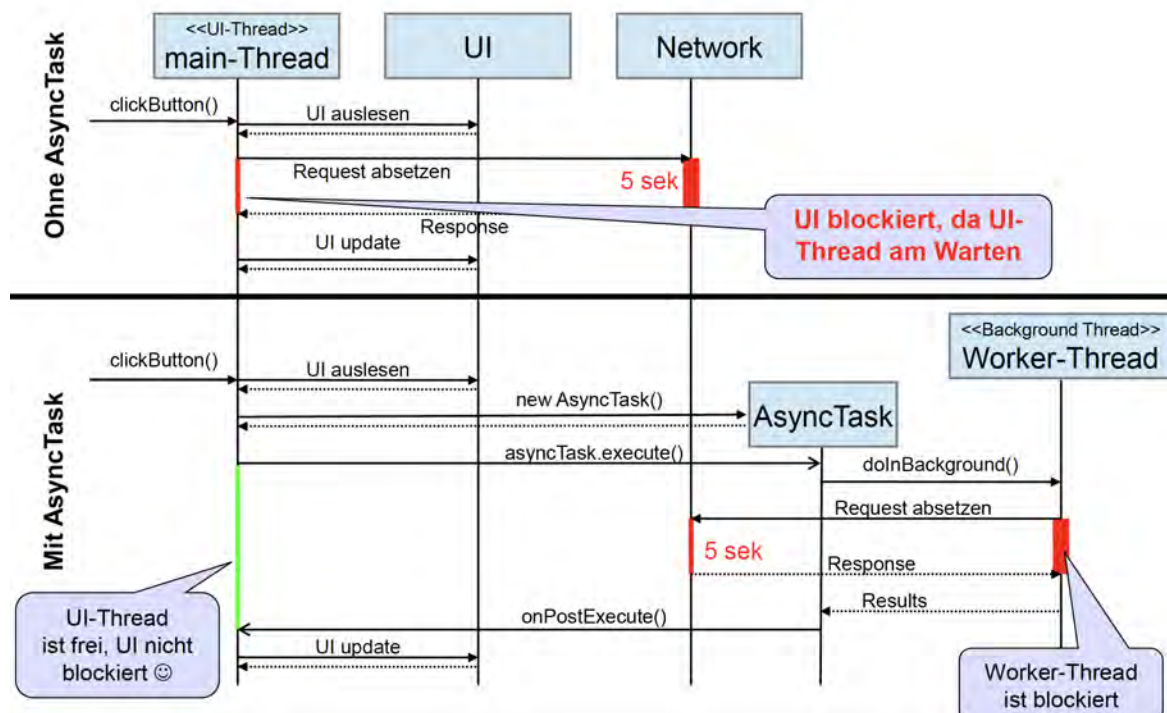 Ohne AsyncTask
<<UI-Thread>>
main-Thread
UI
Network
clickButton()
UI auslesen
Request absetzen
5 sek
UI blockiert, da UI-
Thread am Warten
Response
UI update
Mit AsyncTask
<<Background Thread>>
Worker-Thread
clickButton()
UI auslesen
new AsyncTask()
AsyncTask
asyncTask.execute()
doInBackground()
Request absetzen
5 sek
Response
Results
onPostExecute()
UI update
UI-Thread
ist frei, UI nicht
blockiert ☺
Worker-Thread
ist blockiert